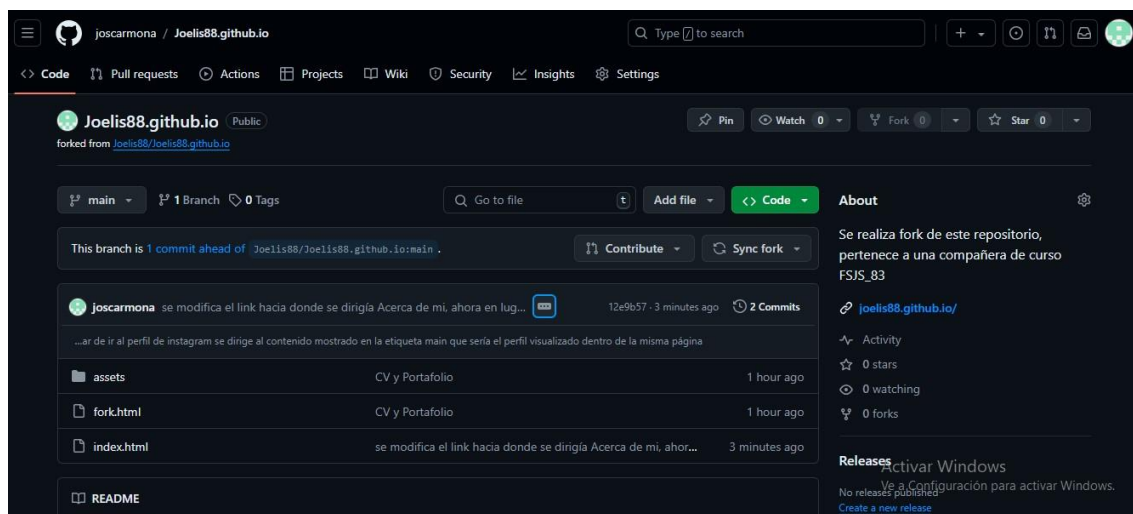 joscarmona / Joelis88.github.io
Type / to search
<> Code Pull requests Actions Projects Wiki Security Insights Settings
Joelis88.github.io Public
Pin Watch 0 Fork 0 Star 0
forked from Joelis88/Joelis88.github.io
main 1 Branch 0 Tags Go to file t Add file <> Code
This branch is 1 commit ahead of Joelis88/Joelis88.github.io:main . Contribute Sync fork
joscarmona se modifica el link hacia donde se dirigía Acerca de mi, ahora en lug... 12e9b57 · 3 minutes ago 2 Commits
...ar de ir al perfil de instagram se dirige al contenido mostrado en la etiqueta main que sería el perfil visualizado dentro de la misma página
assets CV y Portafolio 1 hour ago
fork.html CV y Portafolio 1 hour ago
index.html se modifica el link hacia donde se dirigía Acerca de mi, ahor... 3 minutes ago
README
About
Se realiza fork de este repositorio,
pertenece a una compañera de curso
FSJS_83
joelis88.github.io/
Activity
0 stars
0 watching
0 forks
Releases
No releases published
Create a new release
Activar Windows
Ve a Configuración para activar Windows.